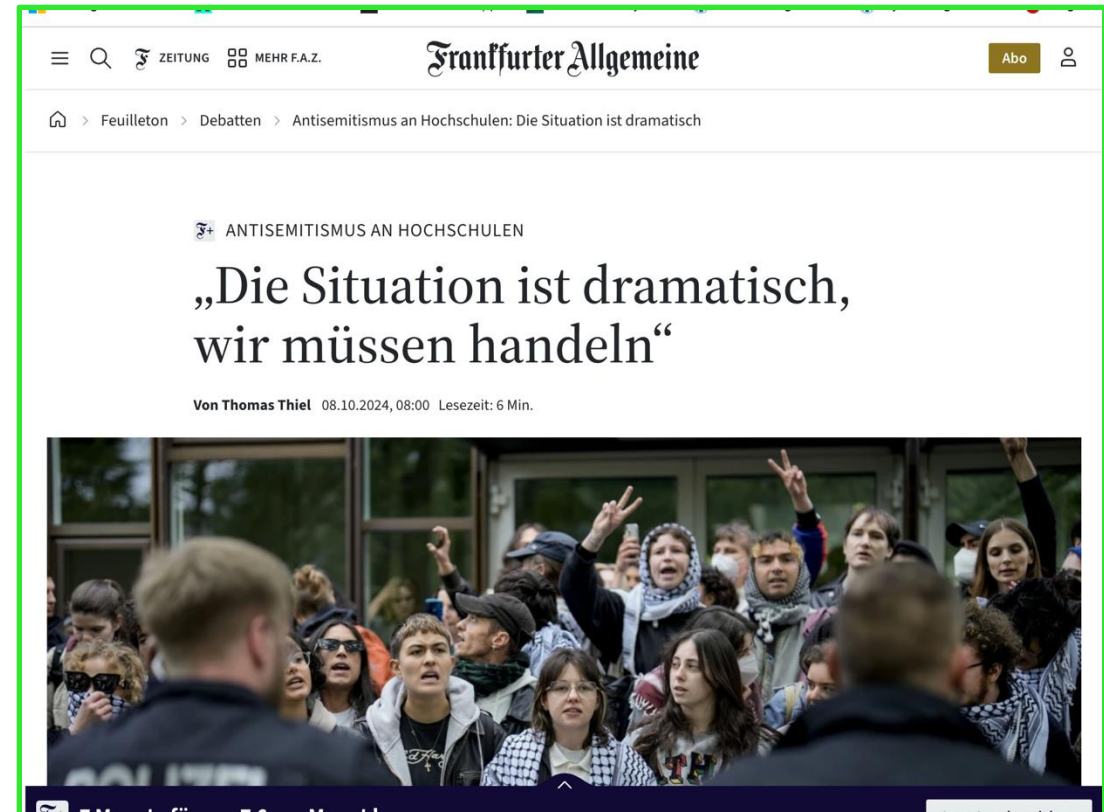 ZEITUNG MEHR F.A.Z. Frankfurter Allgemeine Abo
Feuilleton > Debatten > Antisemitismus an Hochschulen: Die Situation ist dramatisch
F+ ANTISEMITISMUS AN HOCHSCHULEN
„Die Situation ist dramatisch,
wir müssen handeln“
Von Thomas Thiel 08.10.2024, 08:00 Lesezeit: 6 Min.
POLIZEI